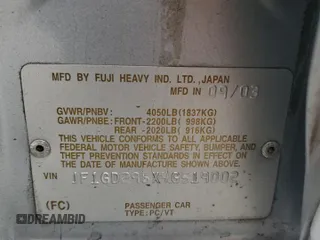 MFD BY FUJI HEAVY IND. LTD., JAPAN
MFD IN 09/03
GVWR/PNBV: 4050LB(1837KG)
GAWR/PNBE: FRONT-2200LB( 998KG)
REAR -2020LB( 916KG)
THIS VEHICLE CONFORMS TO ALL APPLICABLE
FEDERAL MOTOR VEHICLE SAFETY, BUMPER, AND
THEFT STANDARDS IN EFFECT ON THE DATE
OF MANUFACTURE SHOWN ABOVE
VIN
(FC)
PASSENGER CAR
TYPE:PC/VT
DREAMBID.COM